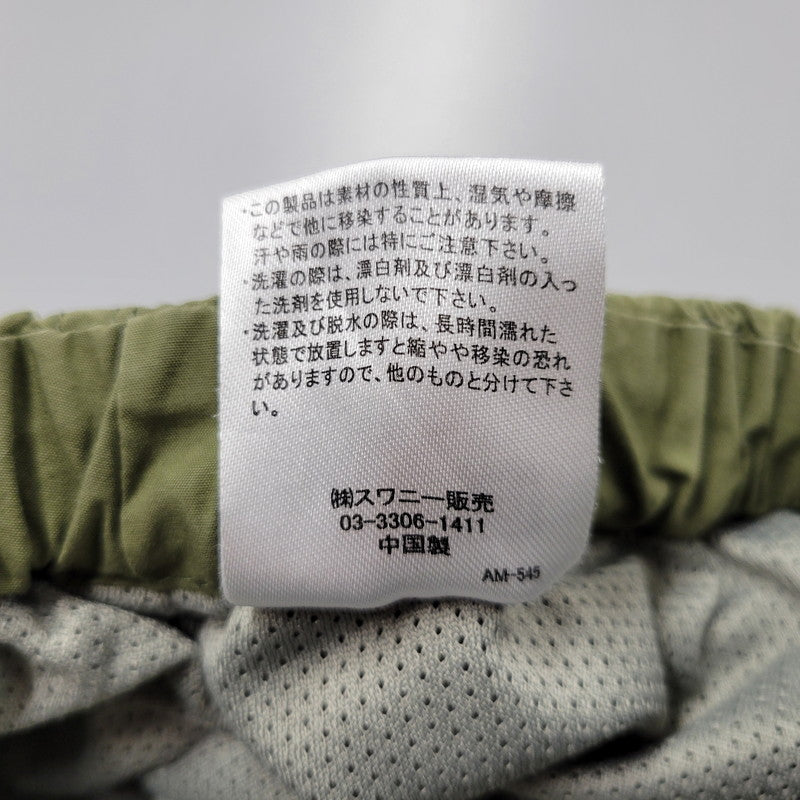 ・この製品は素材の性質上、湿気や摩擦
などで他に移染することがあります。
汗や雨の際には特にご注意下さい。
・洗濯の際は、漂白剤及び漂白剤の入っ
た洗剤を使用しないで下さい。
・洗濯及び脱水の際は、長時間濡れた
状態で放置しますと縮やや移染の恐れ
がありますので、他のものと分けて下さ
い。
㈱スワニー販売
03-3306-1411
中国製
AM-545